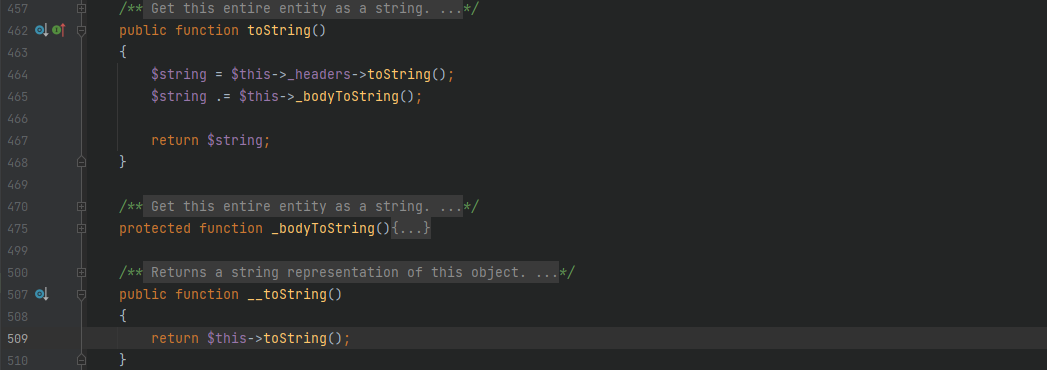 457 /** Get this entire entity as a string. ...*/
462 public function toString()
463 {
464 $string = $this->_headers->toString();
465 $string .= $this->_bodyToString();
466
467 return $string;
468 }
469
470 /** Get this entire entity as a string. ...*/
475 protected function _bodyToString(){...}
499
500 /** Returns a string representation of this object. ...*/
507 public function __toString()
508 {
509 return $this->toString();
510 }